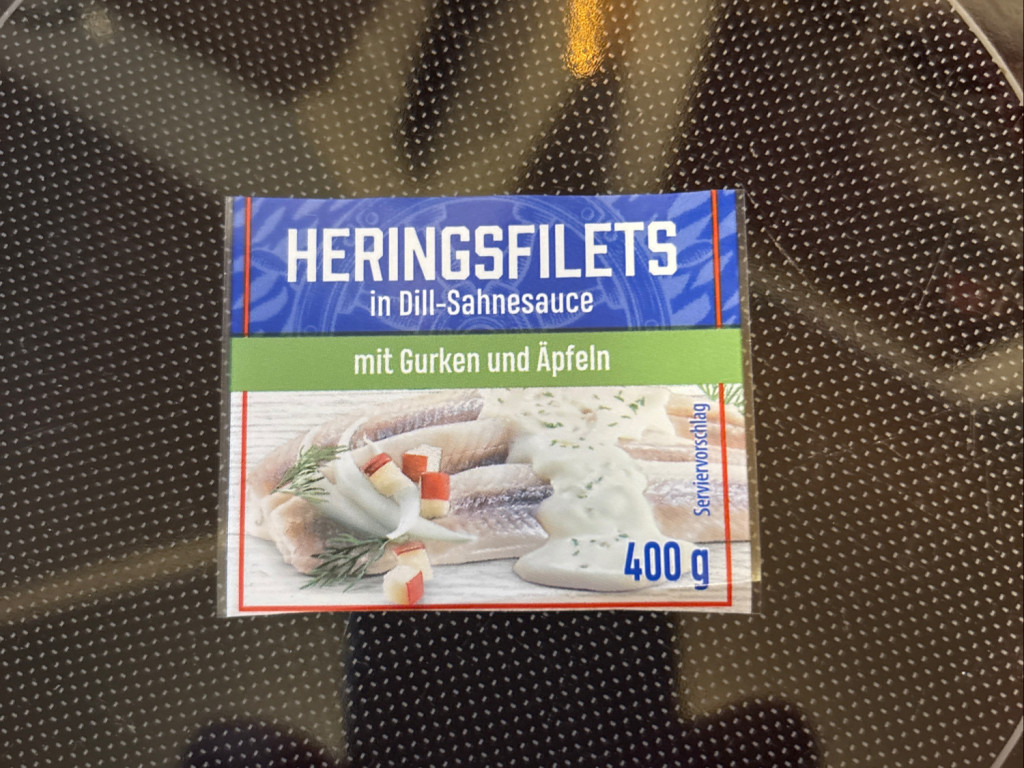 HERINGSFILETS
in Dill-Sahnesauce
mit Gurken und Äpfeln
Serviervorschlag
400 g